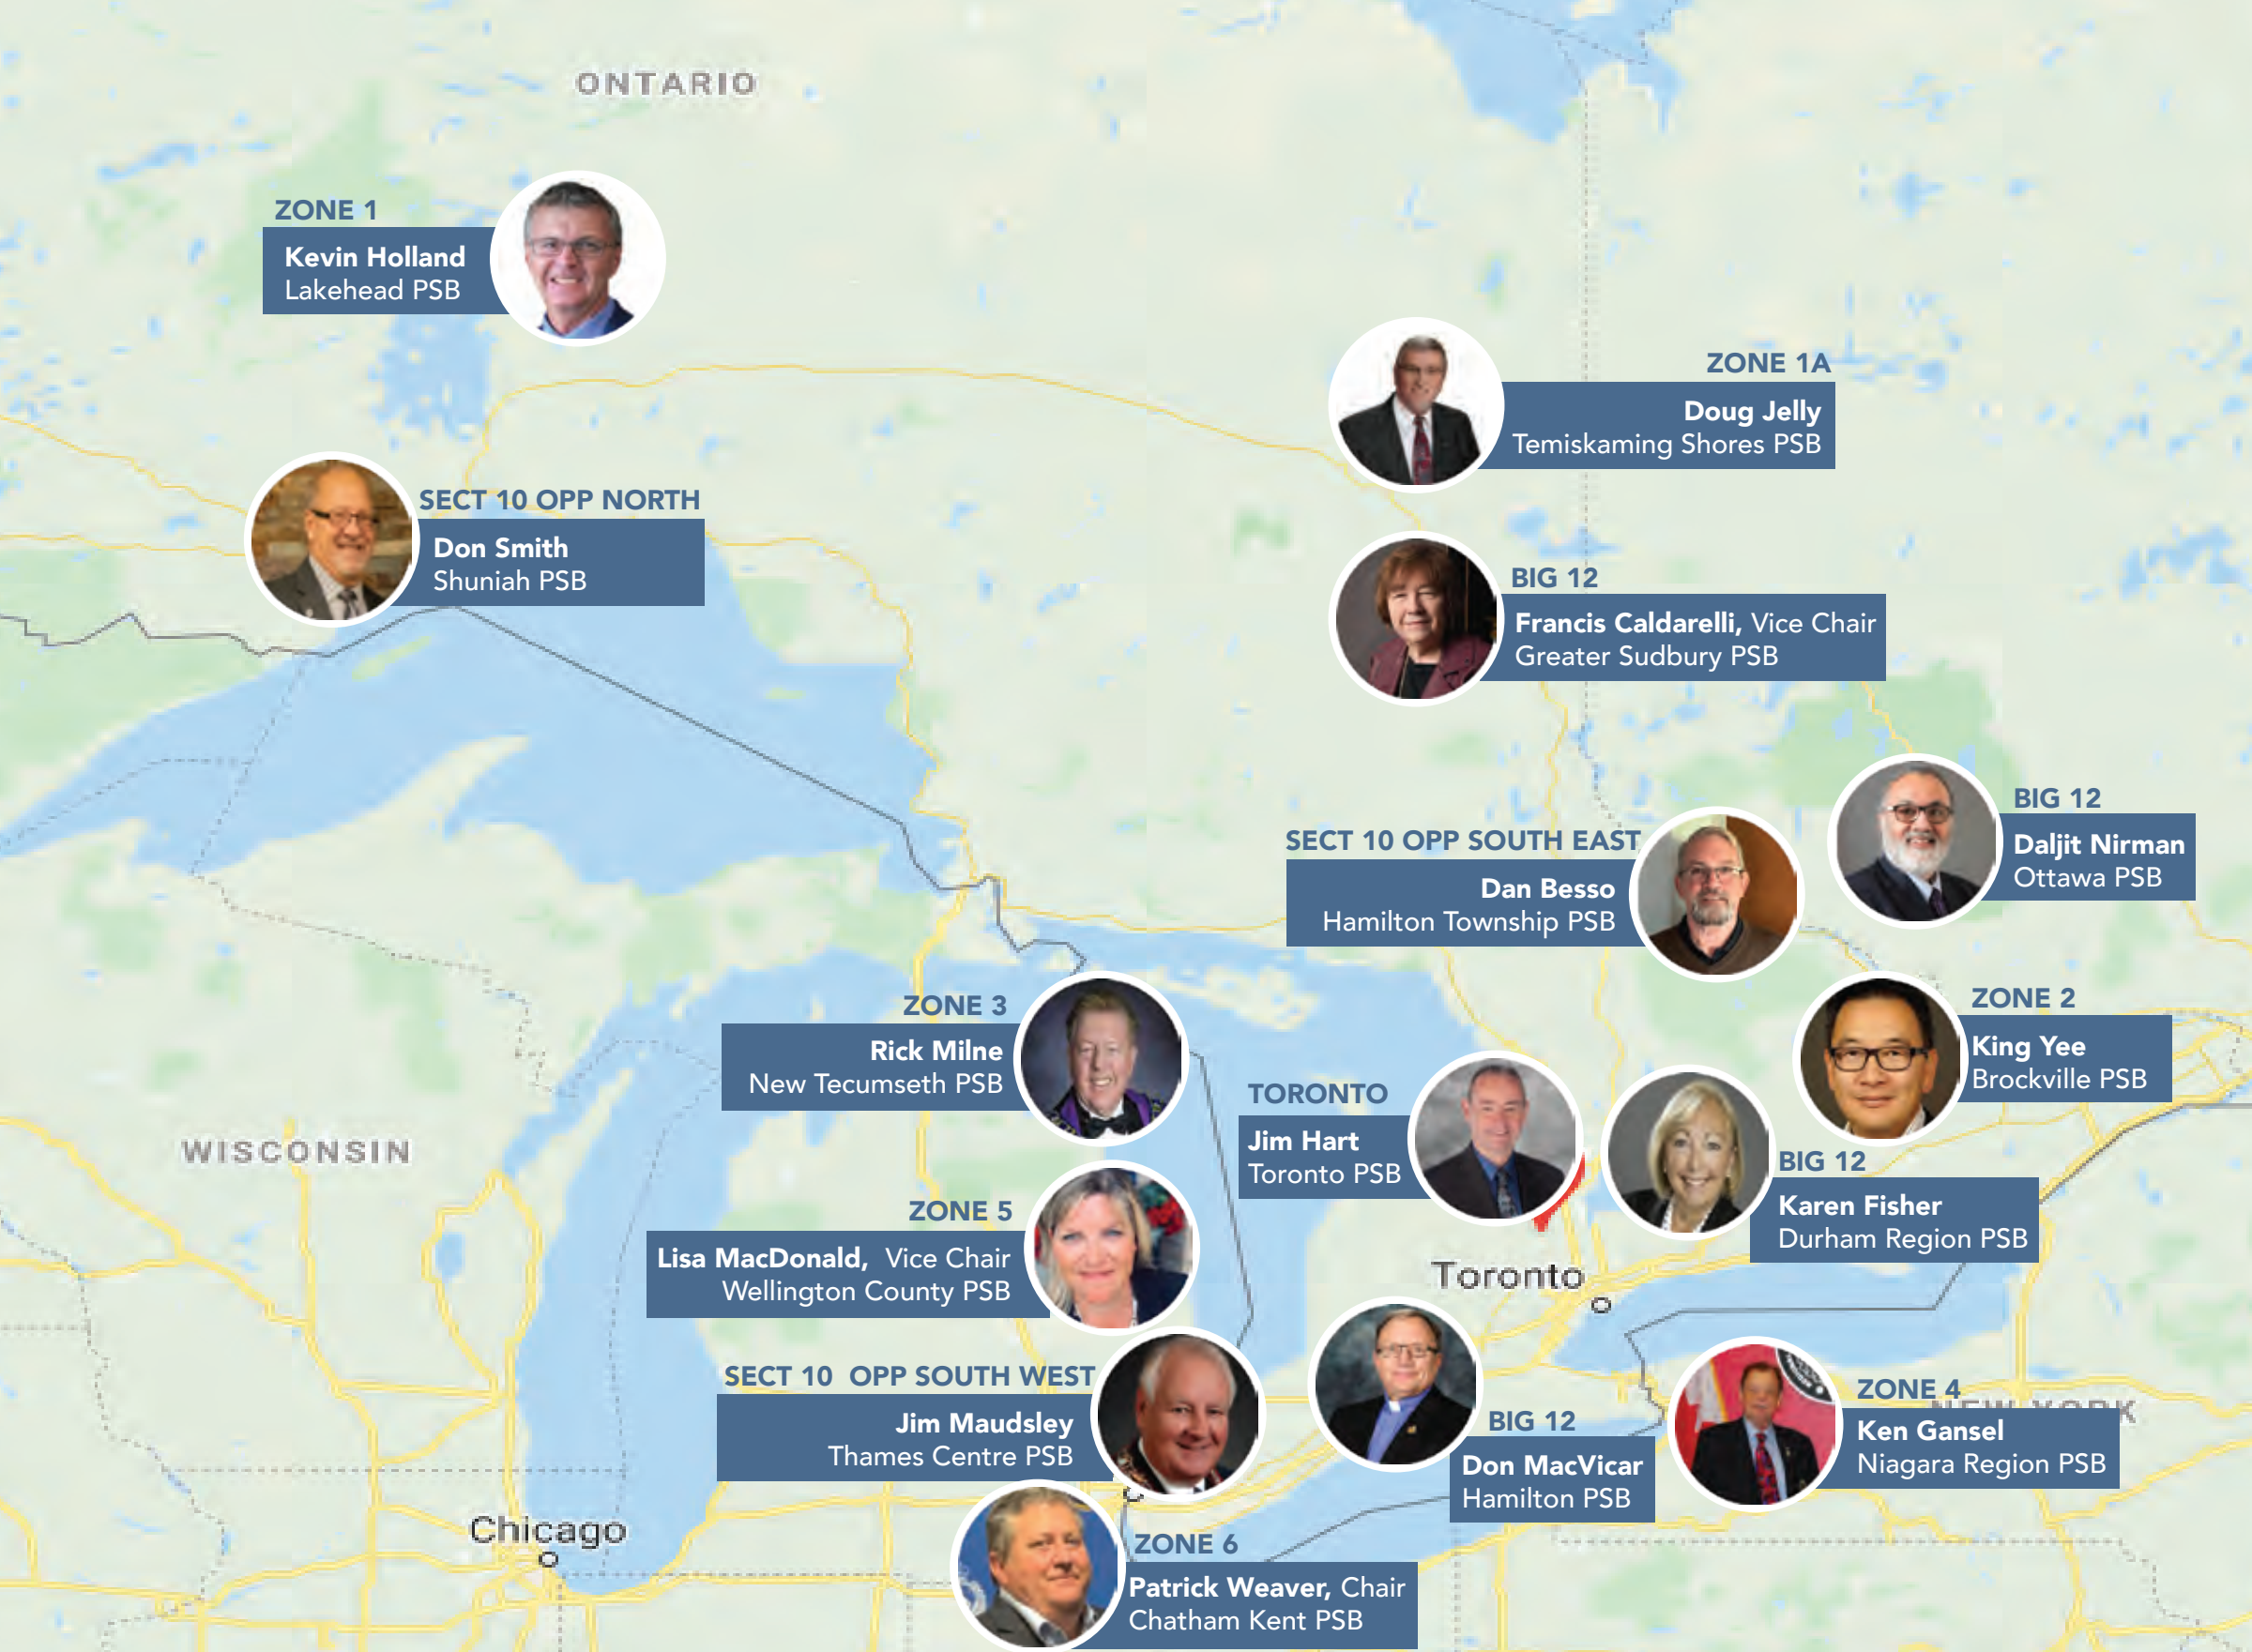 ONTARIO
ZONE 1
Kevin Holland
Lakehead PSB
ZONE 1A
Doug Jelly
Temiskaming Shores PSB
SECT 10 OPP NORTH
Don Smith
Shuniah PSB
BIG 12
Francis Caldarelli, Vice Chair
Greater Sudbury PSB
BIG 12
Daljit Nirman
Ottawa PSB
SECT 10 OPP SOUTH EAST
Dan Besso
Hamilton Township PSB
ZONE 3
Rick Milne
New Tecumseth PSB
ZONE 2
King Yee
Brockville PSB
TORONTO
Jim Hart
Toronto PSB
WISCONSIN
BIG 12
Karen Fisher
Durham Region PSB
ZONE 5
Lisa MacDonald, Vice Chair
Wellington County PSB
Toronto
SECT 10 OPP SOUTH WEST
Jim Maudsley
Thames Centre PSB
BIG 12
Don MacVicar
Hamilton PSB
ZONE 4
NEW YORK
Ken Gansel
Niagara Region PSB
Chicago
ZONE 6
Patrick Weaver, Chair
Chatham Kent PSB